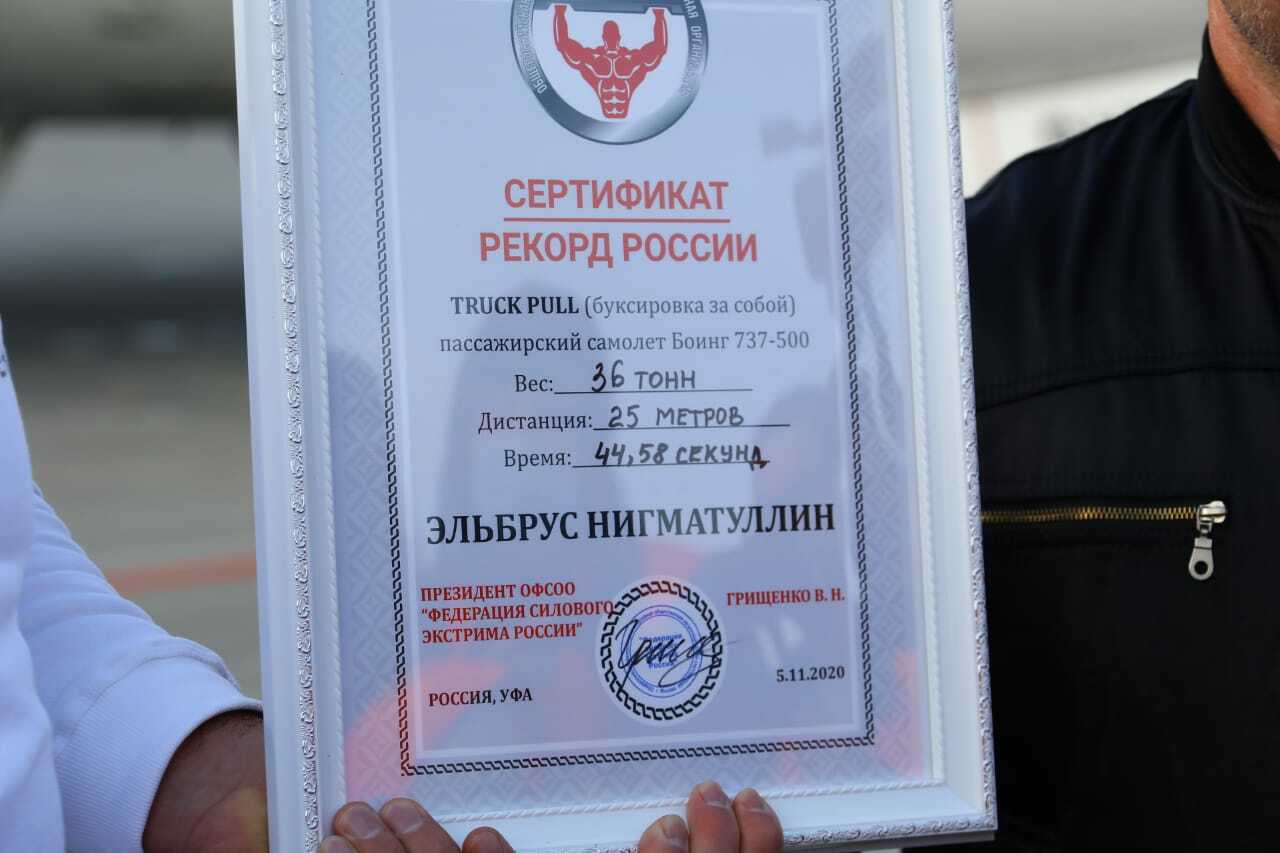 СЕРТИФИКАТ
РЕКОРД РОССИИ
TRUCK PULL (буксировка за собой)
пассажирский самолет Боинг 737-500
Вес: 36 ТОНН
Дистанция: 25 МЕТРОВ
Время: 44,58 СЕКУНД
ЭЛЬБРУС НИГМАТУЛЛИН
ПРЕЗИДЕНТ ОФСОО
"ФЕДЕРАЦИЯ СИЛОВОГО
ЭКСТРИМА РОССИИ"
ГРИЩЕНКО В. Н.
РОССИЯ, УФА
5.11.2020